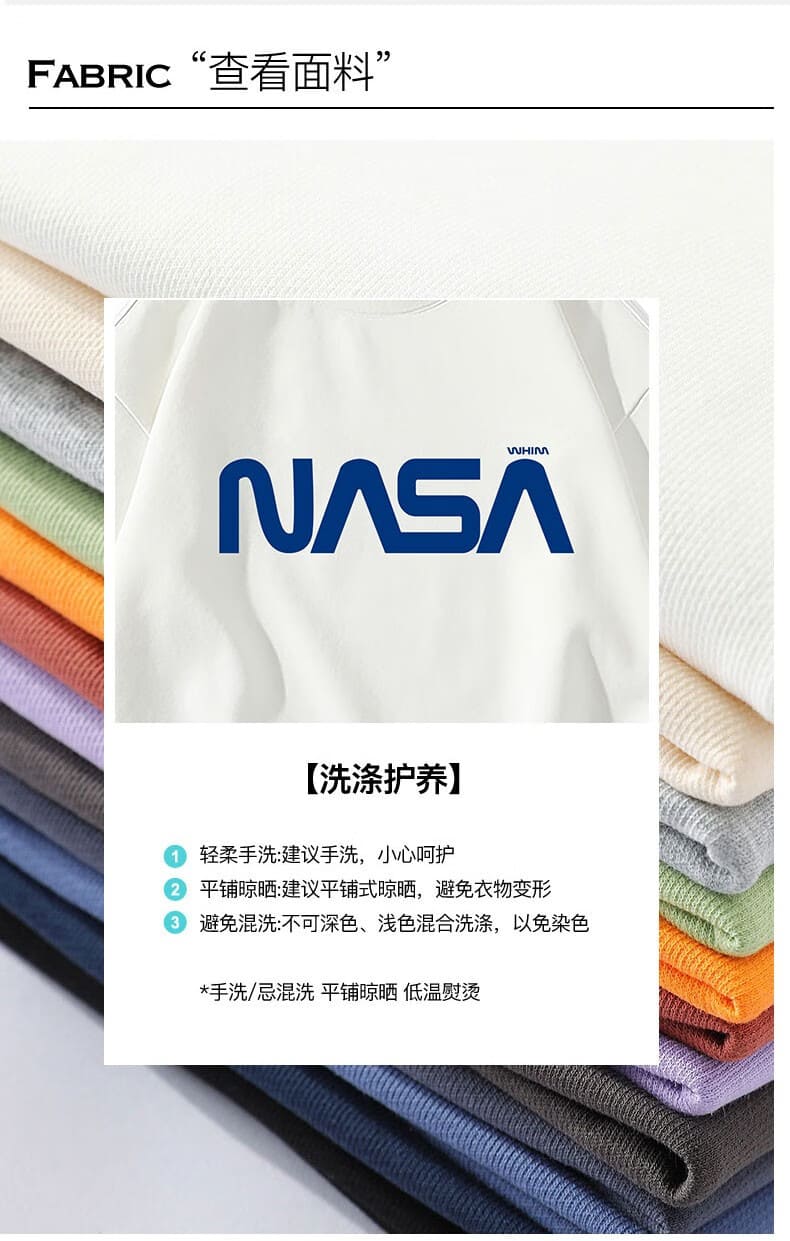 FABRIC “查看面料”
WHIM
NASA
【洗涤护养】
1 轻柔手洗:建议手洗，小心呵护
2 平铺晾晒:建议平铺式晾晒，避免衣物变形
3 避免混洗:不可深色、浅色混合洗涤，以免染色
*手洗/忌混洗 平铺晾晒 低温熨烫